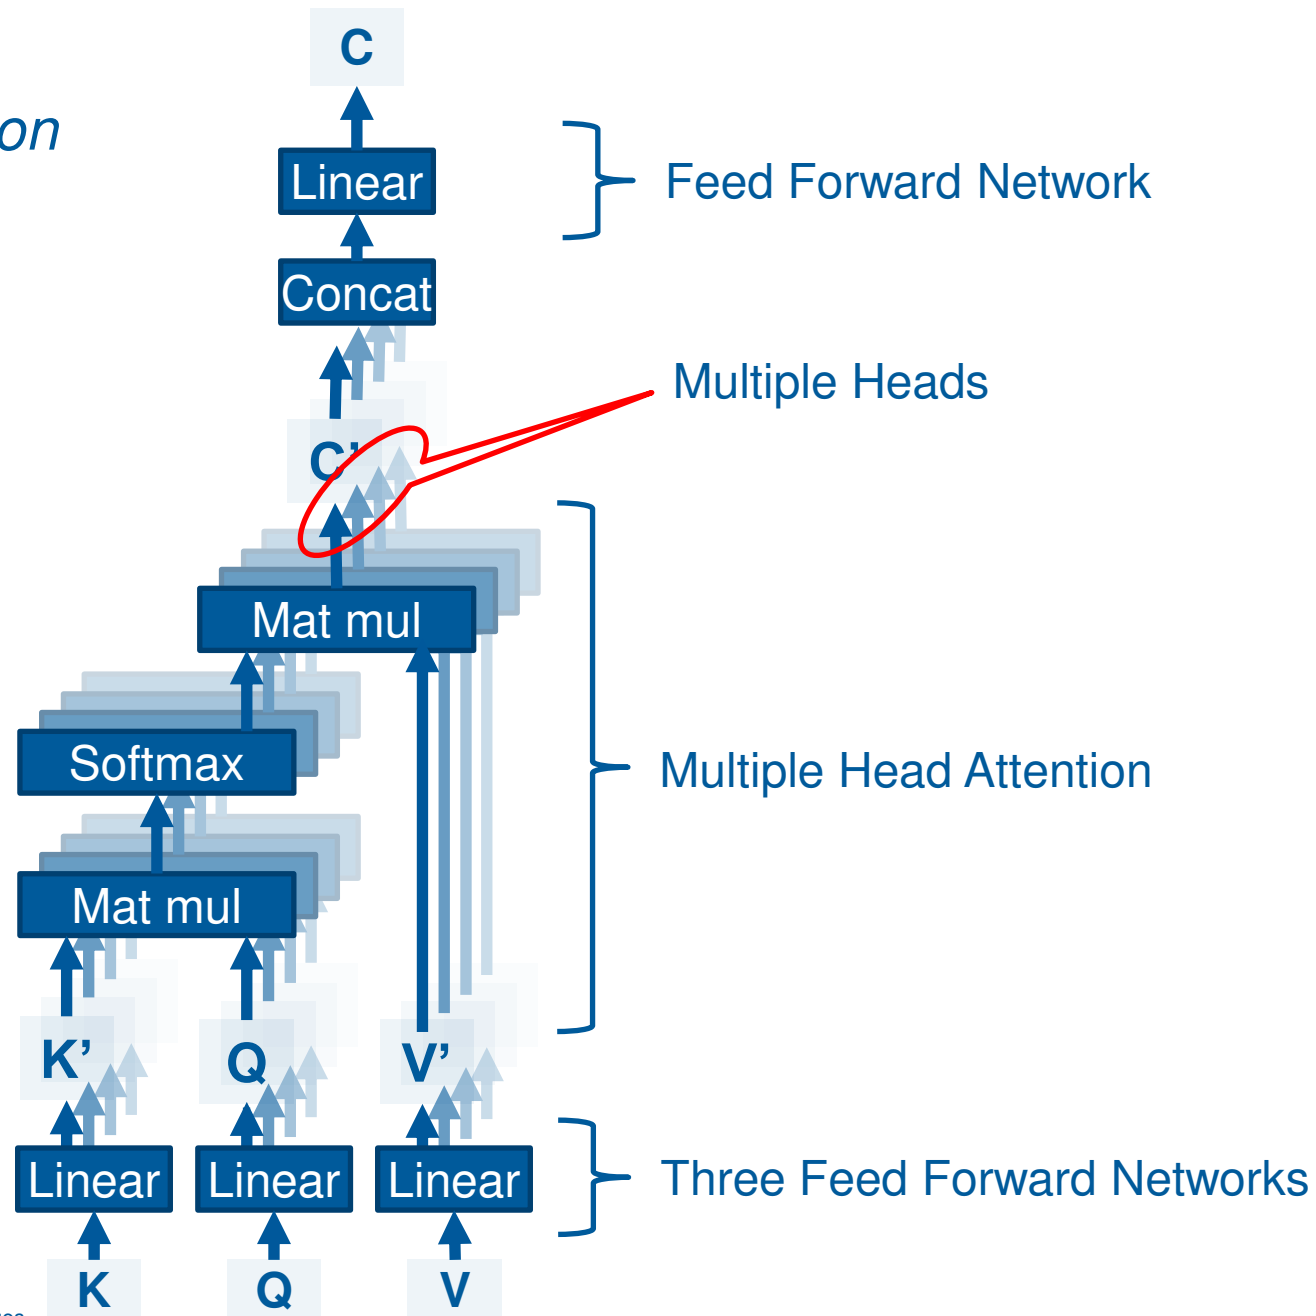 C
on
Linear
Feed Forward Network
Concat
Multiple Heads
C’
Mat mul
Softmax
Multiple Head Attention
Mat mul
K’ Q V’
Linear Linear Linear
Three Feed Forward Networks
K Q V